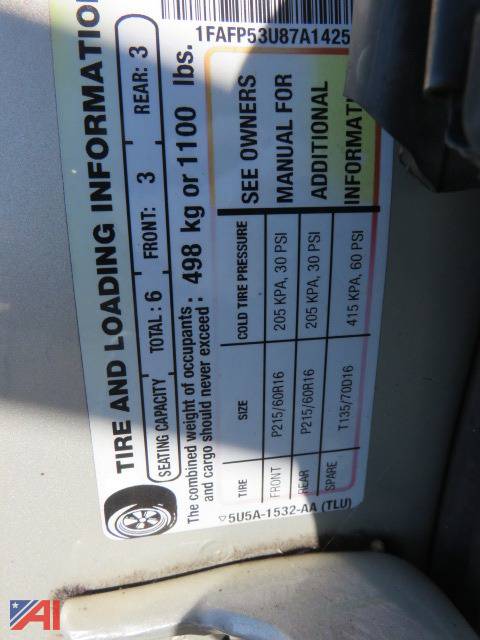 1FAFP53U87A1425
TIRE AND LOADING INFORMATION
SEATING CAPACITY TOTAL : 6 FRONT: 3 REAR: 3
The combined weight of occupants : 498 kg or 1100 lbs.
and cargo should never exceed :
TIRE SIZE COLD TIRE PRESSURE SEE OWNERS
FRONT P215/60R16 205 KPA, 30 PSI MANUAL FOR
REAR P215/60R16 205 KPA, 30 PSI ADDITIONAL
SPARE T135/70D16 415 KPA, 60 PSI INFORMATI
5U5A-1532-AA (TLU)
AI